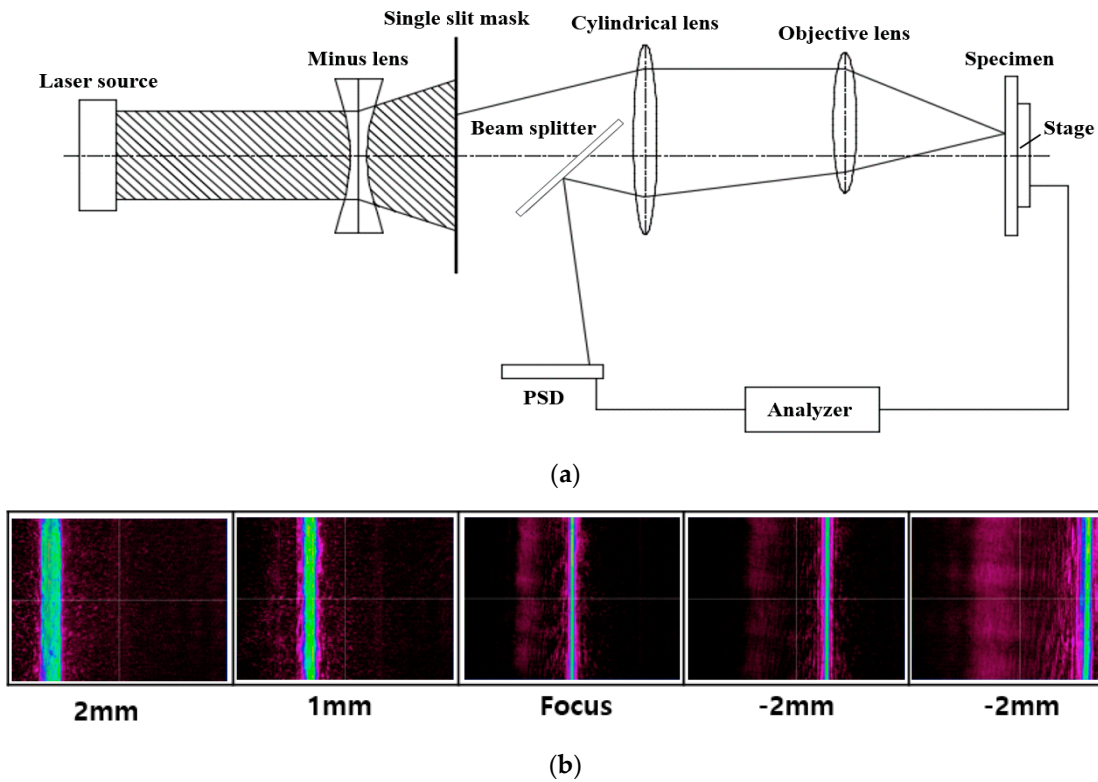 Single slit mask
Cylindrical lens
Objective lens
Minus lens
Specimen
Laser source
Beam splitter
Stage
PSD
Analyzer
(a)
2mm
1mm
Focus
-2mm
-2mm
(b)